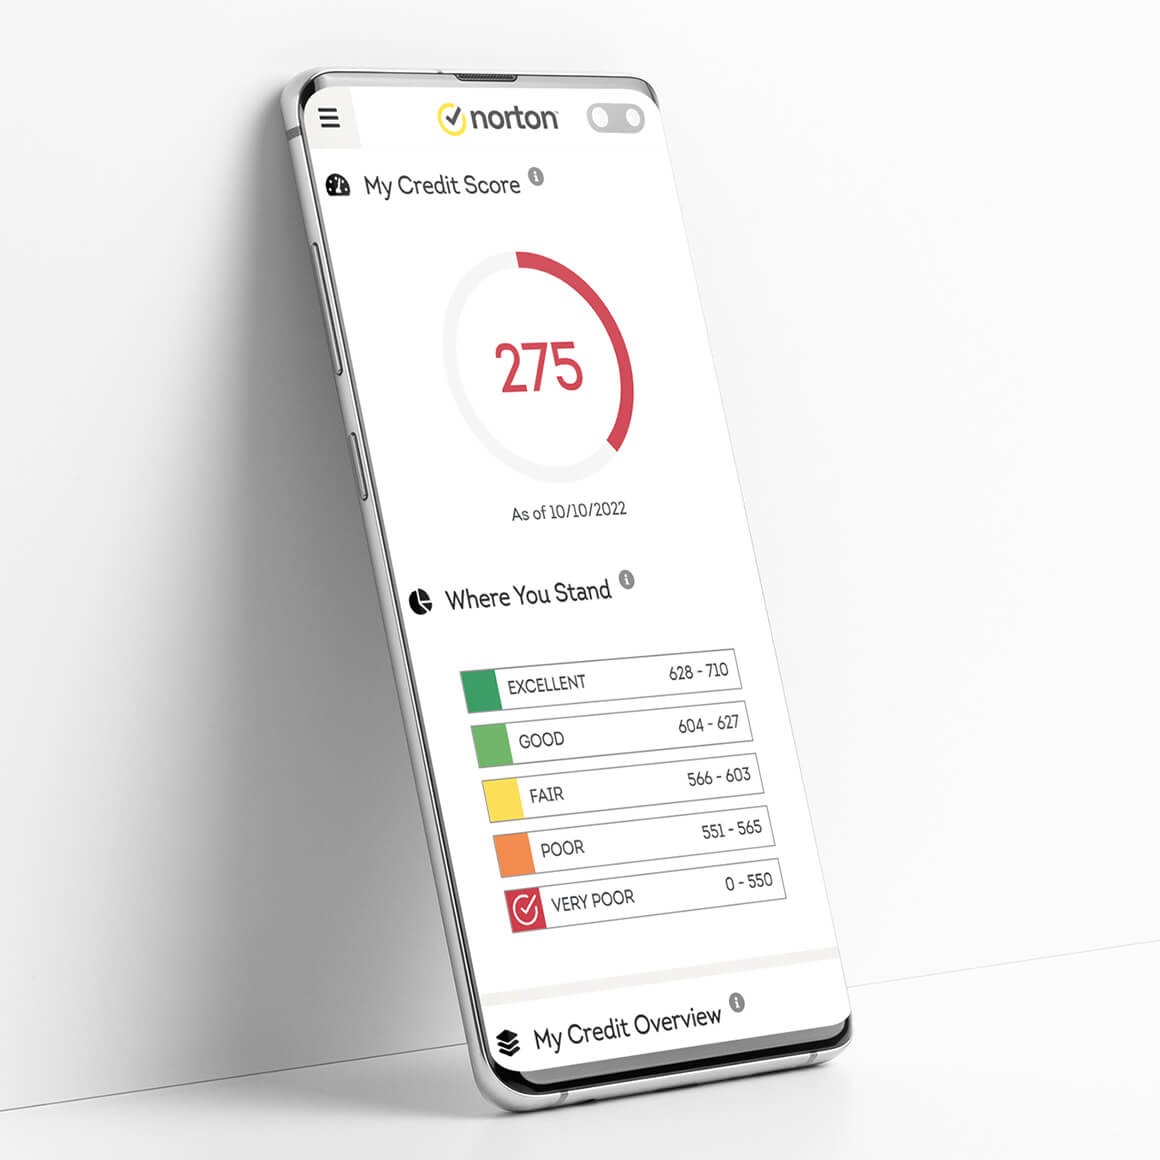 norton
My Credit Score
275
As of 10/10/2022
Where You Stand
EXCELLENT 628 - 710
GOOD 604 - 627
FAIR 566 - 603
POOR 551 - 565
VERY POOR 0 - 550
My Credit Overview